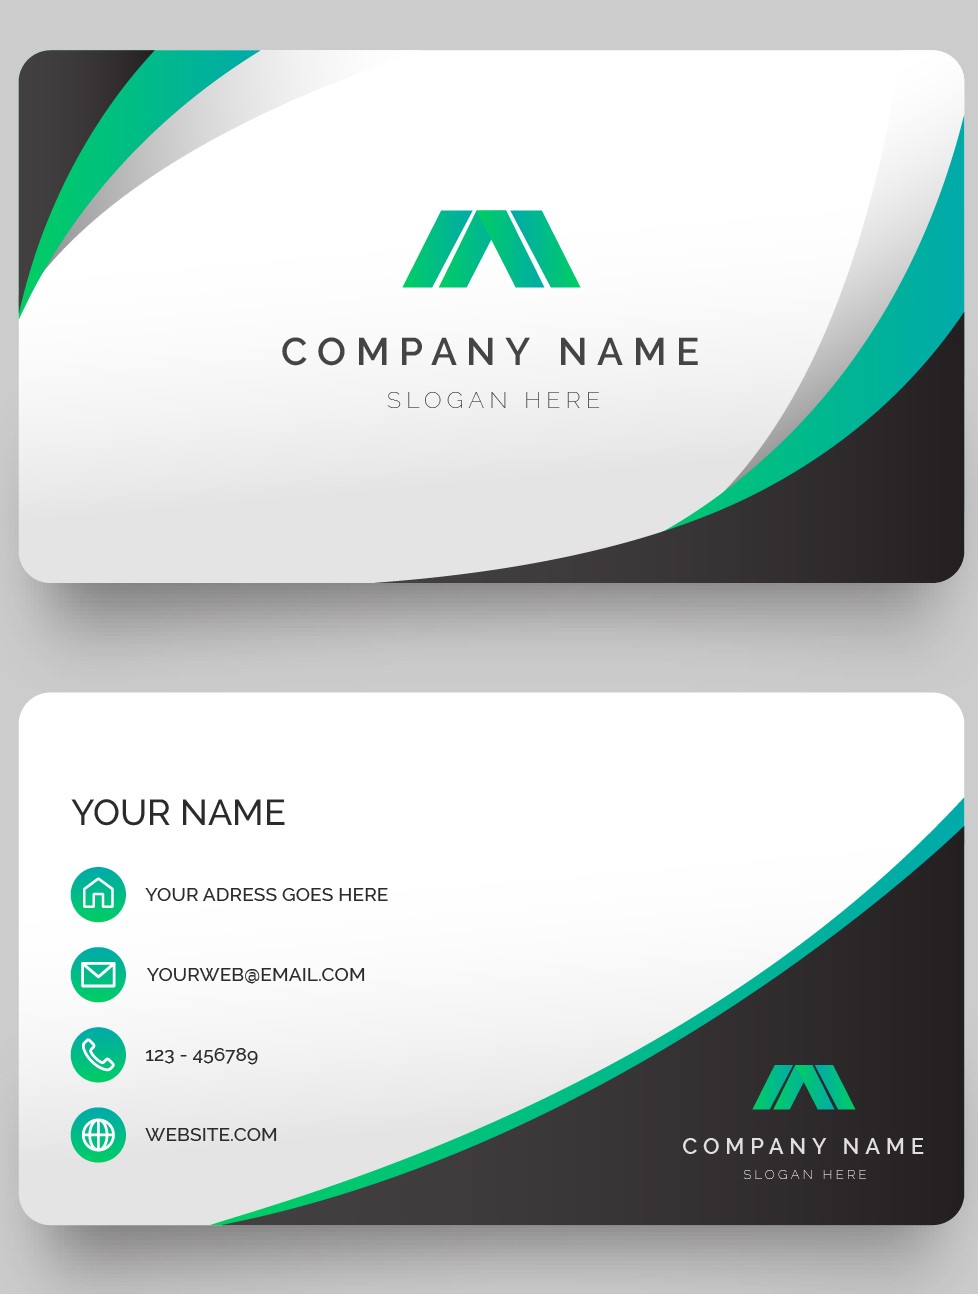 COMPANY NAME
SLOGAN HERE
YOUR NAME
YOUR ADRESS GOES HERE
YOURWEB@EMAIL.COM
123 - 456789
WEBSITE.COM
COMPANY NAME
SLOGAN HERE